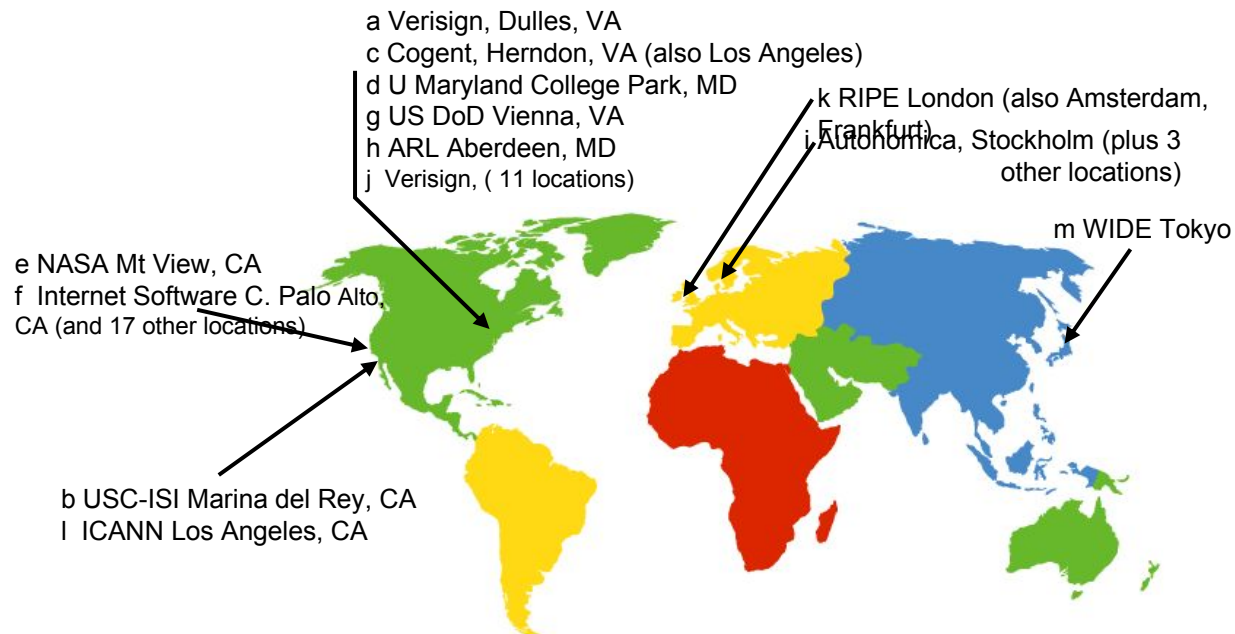 a Verisign, Dulles, VA
c Cogent, Herndon, VA (also Los Angeles)
d U Maryland College Park, MD
g US DoD Vienna, VA
h ARL Aberdeen, MD
j Verisign, ( 11 locations)
k RIPE London (also Amsterdam,
Frankfurt)
i Autonomica, Stockholm (plus 3
other locations)
m WIDE Tokyo
e NASA Mt View, CA
f Internet Software C. Palo Alto,
CA (and 17 other locations)
b USC-ISI Marina del Rey, CA
l ICANN Los Angeles, CA